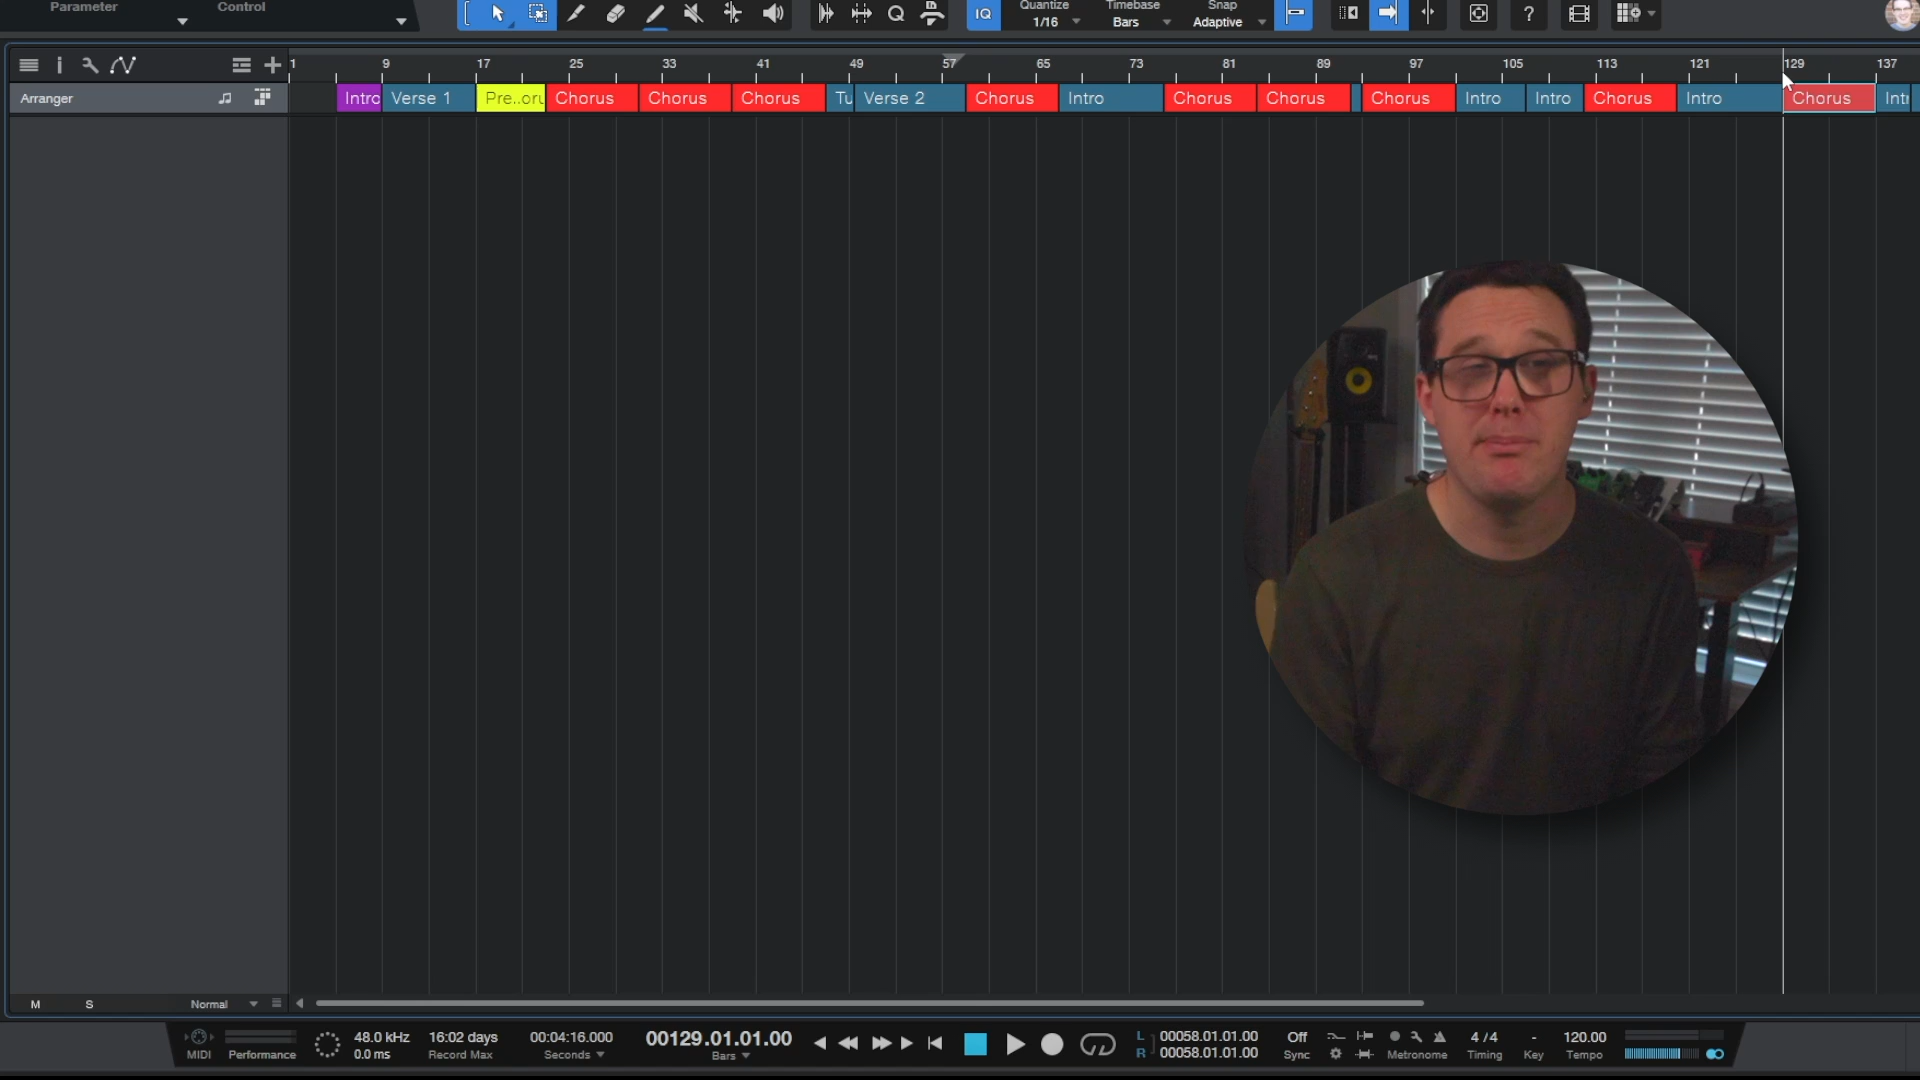 Parameter Control
Quantize Timebase Snap
IQ 1/16 Bars Adaptive ?
1 9 17 25 33 41 49 57 65 73 81 89 97 105 113 121 129 137
Arranger Intro Verse 1 Pre..oru Chorus Chorus Chorus Tu Verse 2 Chorus Intro Chorus Chorus Chorus Intro Intro Chorus Intro Chorus Intr
M S Normal
48.0 kHz 16:02 days 00:04:16.000 00129.01.01.00 L 00058.01.01.00 Off 4 / 4 - 120.00
MIDI Performance 0.0 ms Record Max Seconds Bars R 00058.01.01.00 Sync Metronome Timing Key Tempo